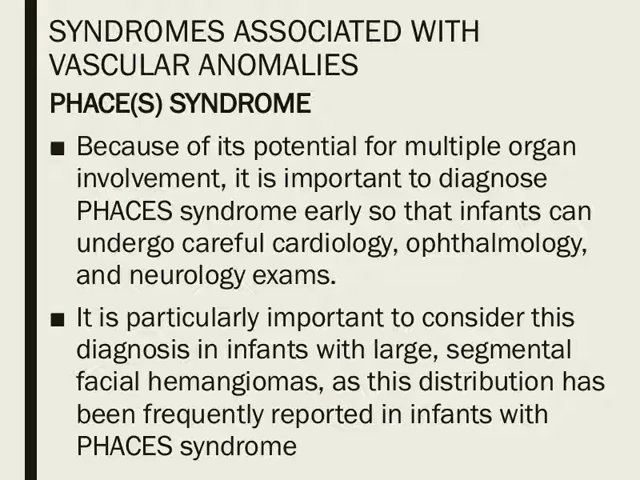 SYNDROMES ASSOCIATED WITH
VASCULAR ANOMALIES
PHACE(S) SYNDROME
■ Because of its potential for multiple organ
involvement, it is important to diagnose
PHACES syndrome early so that infants can
undergo careful cardiology, ophthalmology,
and neurology exams.
■ It is particularly important to consider this
diagnosis in infants with large, segmental
facial hemangiomas, as this distribution has
been frequently reported in infants with
PHACES syndrome